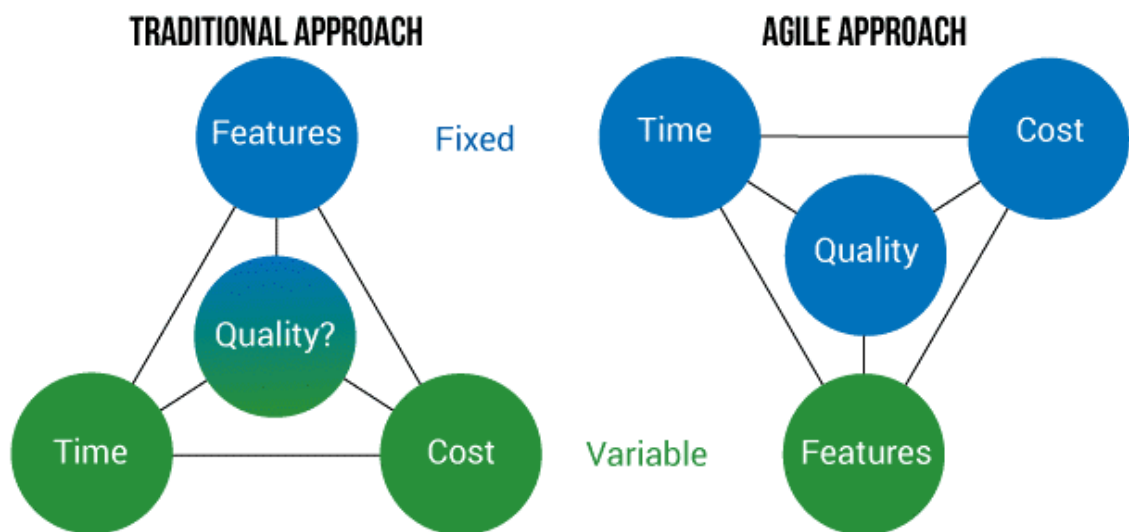 TRADITIONAL APPROACH
AGILE APPROACH
Features
Fixed
Time
Cost
Quality
Quality?
Time
Cost
Variable
Features